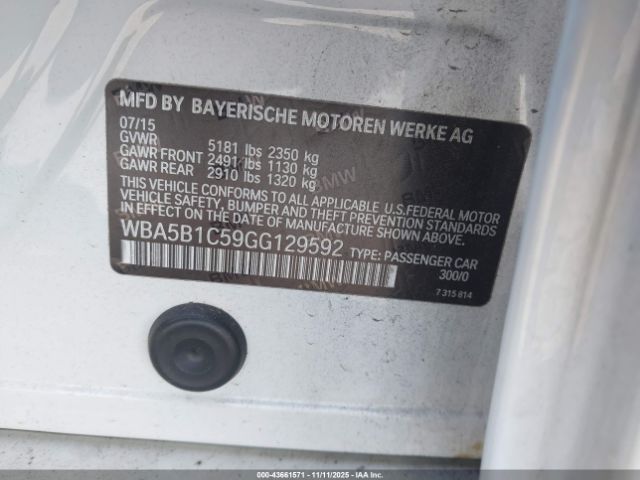 MFD BY BAYERISCHE MOTOREN WERKE AG
07/15
GVWR 5181 lbs 2350 kg
GAWR FRONT 2491 lbs 1130 kg
GAWR REAR 2910 lbs 1320 kg
THIS VEHICLE CONFORMS TO ALL APPLICABLE U.S.FEDERAL MOTOR
VEHICLE SAFETY, BUMPER AND THEFT PREVENTION STANDARDS
IN EFFECT ON THE DATE OF MANUFACTURE SHOWN ABOVE.
WBA5B1C59GG129592 TYPE: PASSENGER CAR
300/0
7 315 814
000-43661571 - 11/11/2025 - IAAI.COM